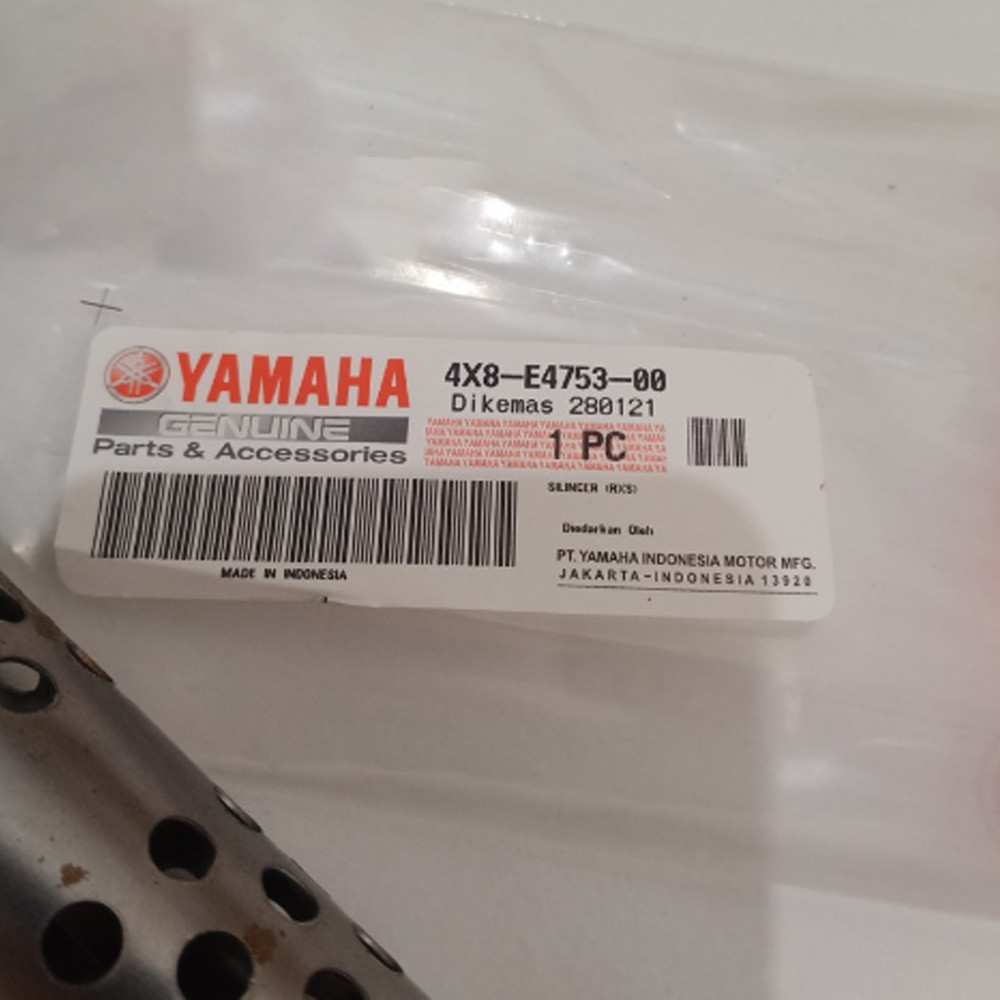 YAMAHA
GENUINE
Parts & Accessories
4X8-E4753-00
Dikemas 280121
1 PC
SILINCER (RXS)
MADE IN INDONESIA
Diedarkan Oleh
PT. YAMAHA INDONESIA MOTOR MFG.
JAKARTA-INDONESIA 13920